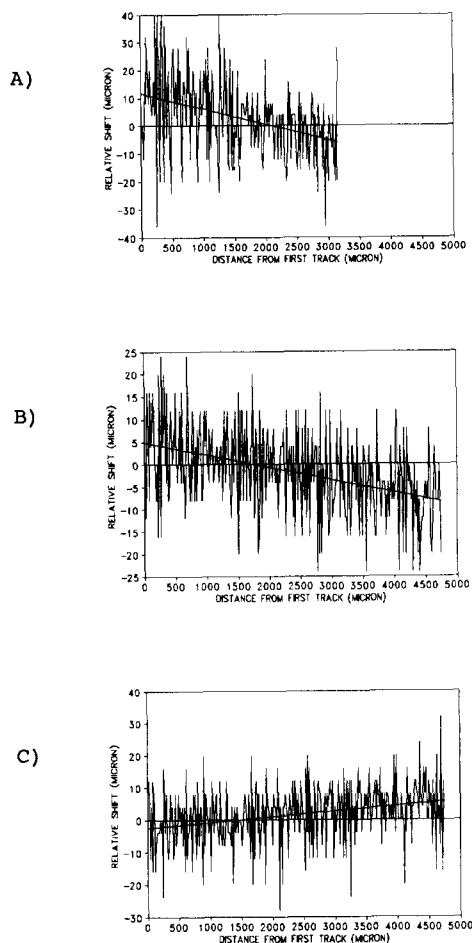 A)
RELATIVE SHIFT (MICRON)
40
30
20
10
0
-10
-20
-30
-40
0 500 1000 1500 2000 2500 3000 3500 4000 4500 5000
DISTANCE FROM FIRST TRACK (MICRON)
B)
RELATIVE SHIFT (MICRON)
25
20
15
10
5
0
-5
-10
-15
-20
-25
0 500 1000 1500 2000 2500 3000 3500 4000 4500 5000
DISTANCE FROM FIRST TRACK (MICRON)
C)
RELATIVE SHIFT (MICRON)
40
30
20
10
0
-10
-20
-30
0 500 1000 1500 2000 2500 3000 3500 4000 4500 5000
DISTANCE FROM FIRST TRACK (MICRON)